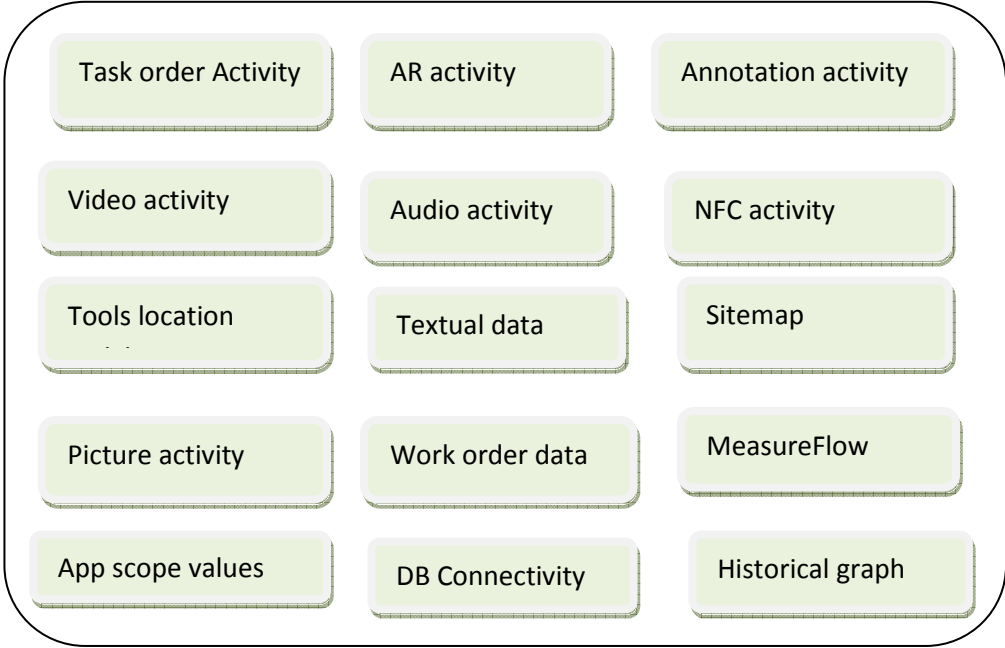 Task order Activity
AR activity
Annotation activity
Video activity
Audio activity
NFC activity
Tools location
Textual data
Sitemap
Picture activity
Work order data
MeasureFlow
App scope values
DB Connectivity
Historical graph